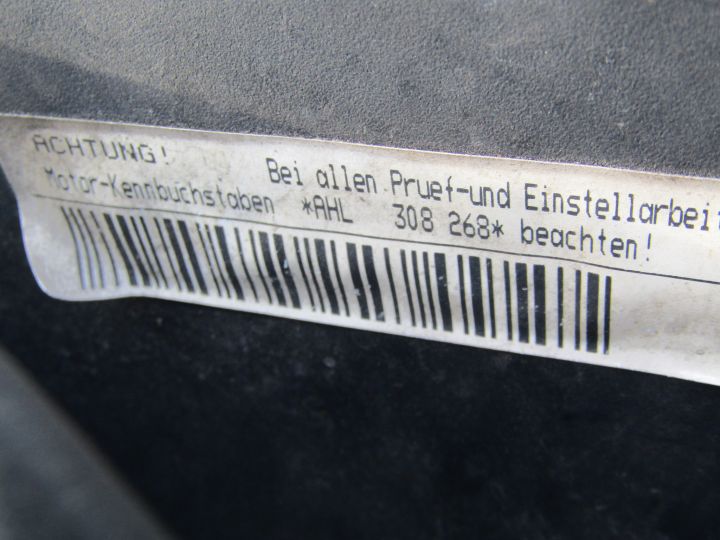 ACHTUNG! Bei allen Pruef-und Einstellarbei
Motor-Kennbuchstaben *AHL 308 268* beachten!